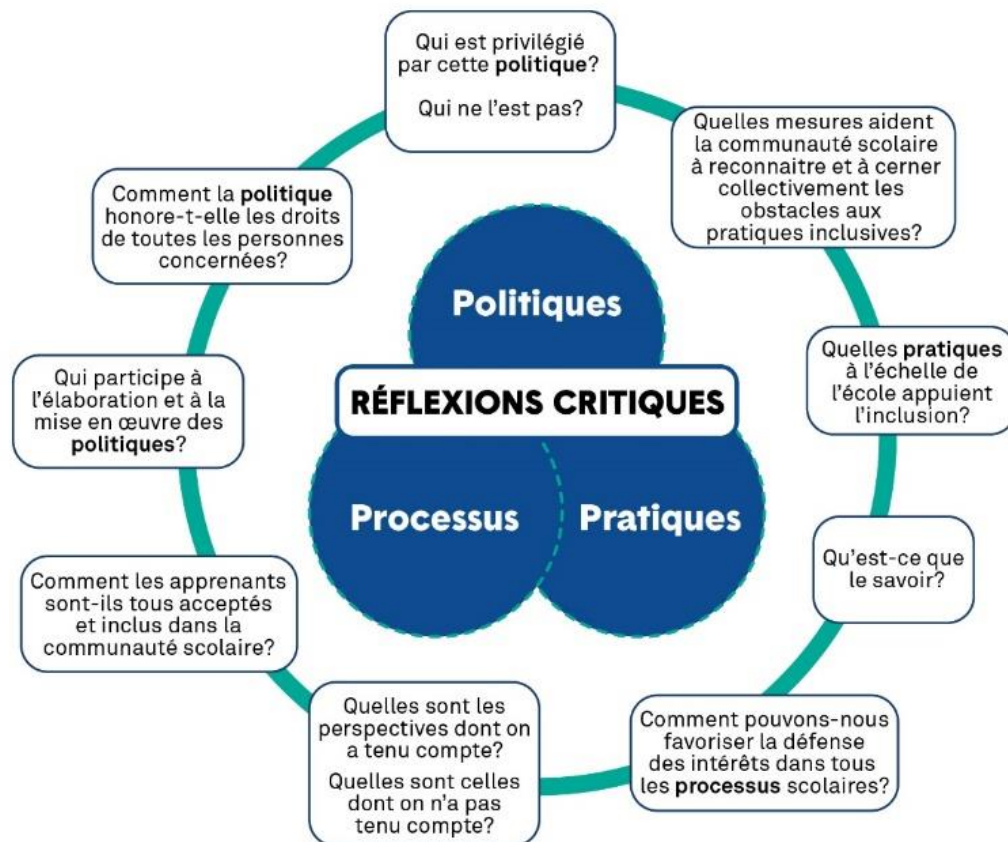 Qui est privilégié
par cette politique?
Qui ne l'est pas?
Quelles mesures aident
la communauté scolaire
à reconnaitre et à cerner
collectivement les
obstacles aux
pratiques inclusives?
Quelles pratiques
à l'échelle de
l'école appuient
l'inclusion?
Qu'est-ce que
le savoir?
Comment pouvons-nous
favoriser la défense
des intérêts dans tous
les processus scolaires?
Quelles sont les
perspectives dont on
a tenu compte?
Quelles sont celles
dont on n'a pas
tenu compte?
Comment les apprenants
sont-ils tous acceptés
et inclus dans la
communauté scolaire?
Qui participe à
l'élaboration et à la
mise en œuvre des
politiques?
Comment la politique
honore-t-elle les droits
de toutes les personnes
concernées?
Politiques
RÉFLEXIONS CRITIQUES
Processus
Pratiques